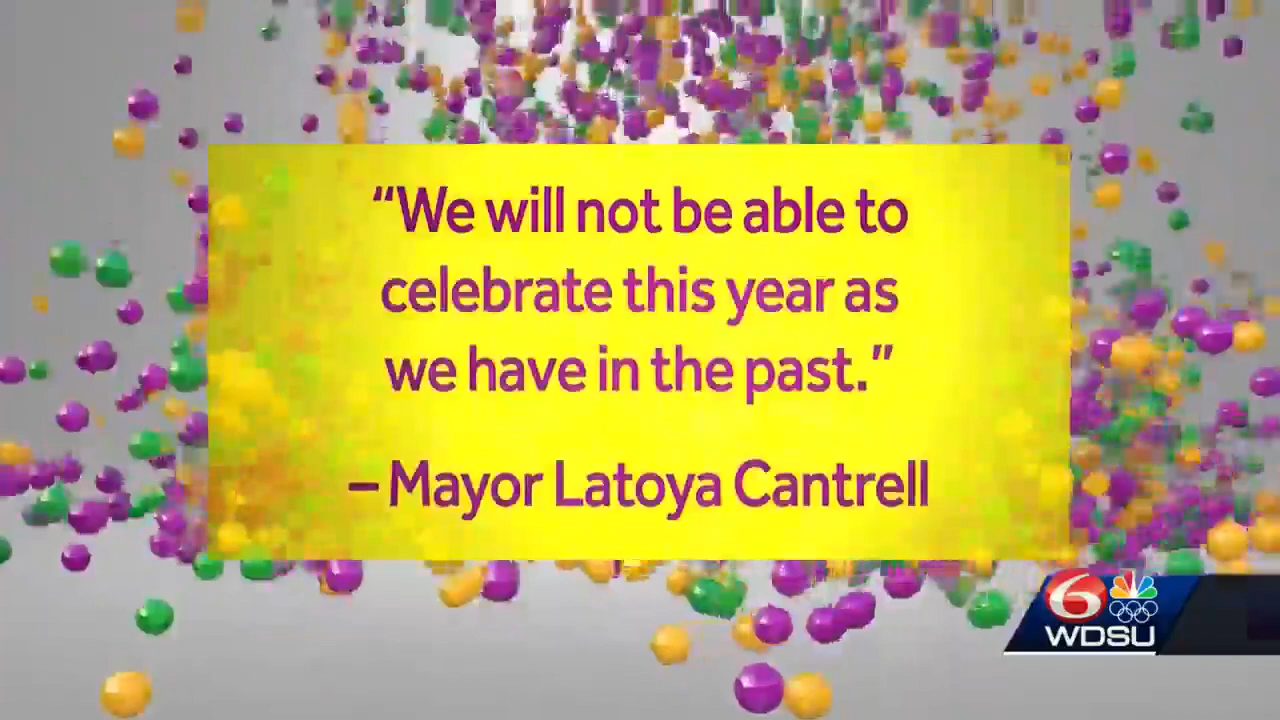 “We will not be able to
celebrate this year as
we have in the past.”
– Mayor Latoya Cantrell
6
WDSU